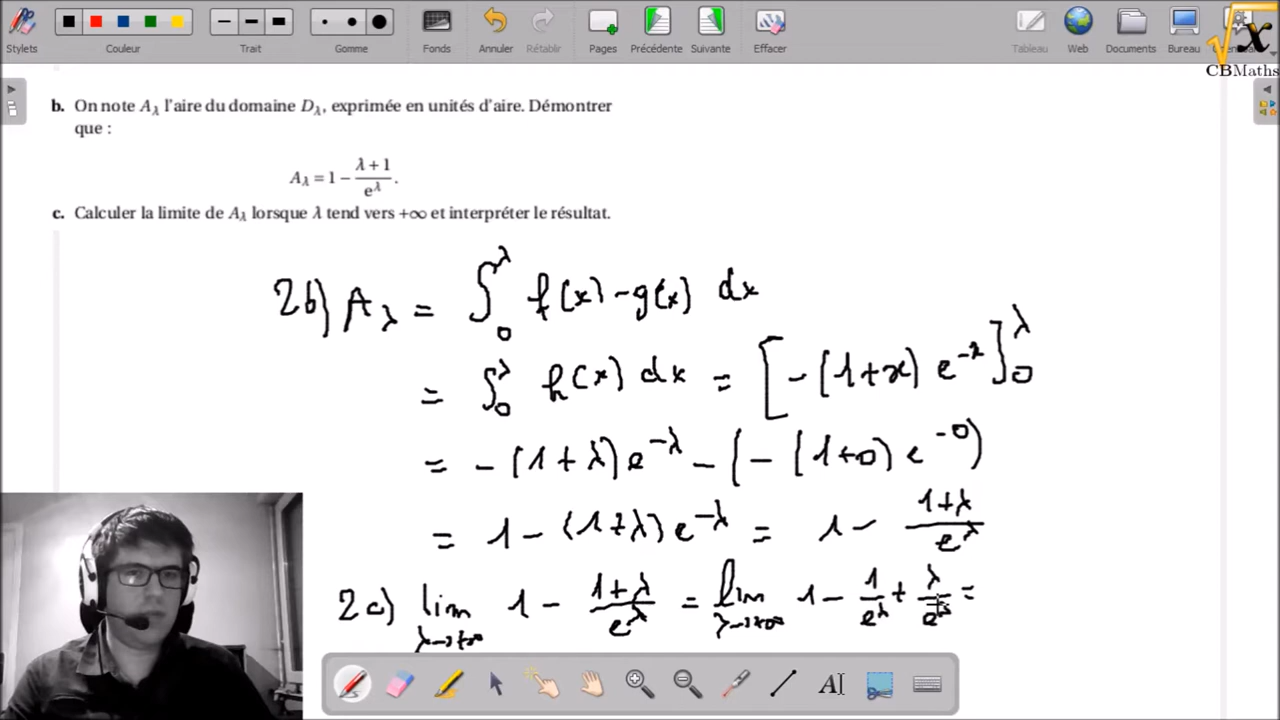 Stylets Couleur Trait Gomme Fonds Annuler Rétablir Pages Précédente Suivante Effacer Tableau Web Documents Bureau
CBMaths
b. On note Aλ l'aire du domaine Dλ, exprimée en unités d'aire. Démontrer
que :
Aλ = 1 − (λ + 1)/e^λ.
c. Calculer la limite de Aλ lorsque λ tend vers +∞ et interpréter le résultat.
2b) Aλ = ∫₀^λ f(x) − g(x) dx
= ∫₀^λ h(x) dx = [−(1+x) e^−x]₀^λ
= −(1+λ)e^−λ − (−(1+0) e^−0)
= 1 − (1+λ)e^−λ = 1 − (1+λ)/e^λ
2c) lim λ→+∞ 1 − (1+λ)/e^λ = lim λ→+∞ 1 − 1/e^λ + λ/e^λ =
AI